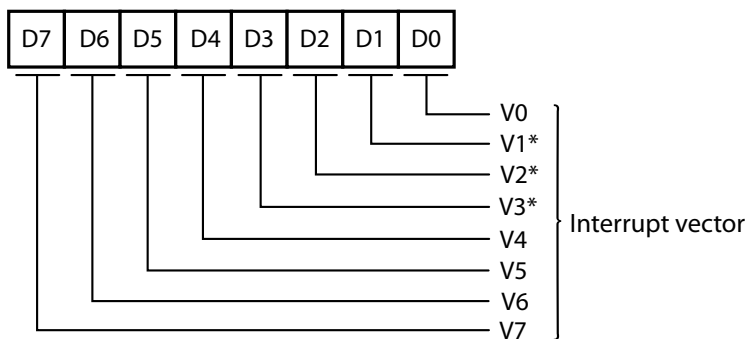 D7 D6 D5 D4 D3 D2 D1 D0
V0
V1*
V2*
V3*
Interrupt vector
V4
V5
V6
V7